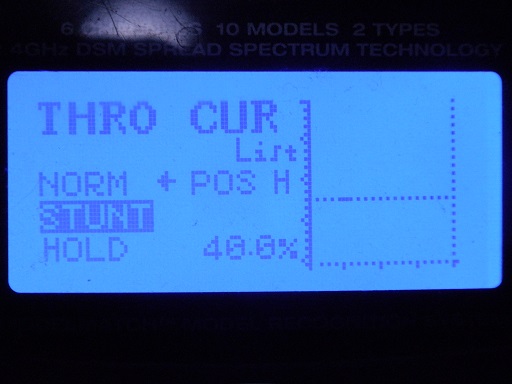 6 CHANNELS 10 MODELS 2 TYPES
2.4GHz DSM SPREAD SPECTRUM TECHNOLOGY
THRO CUR
List
NORM + POS H
STUNT
HOLD 40.0%